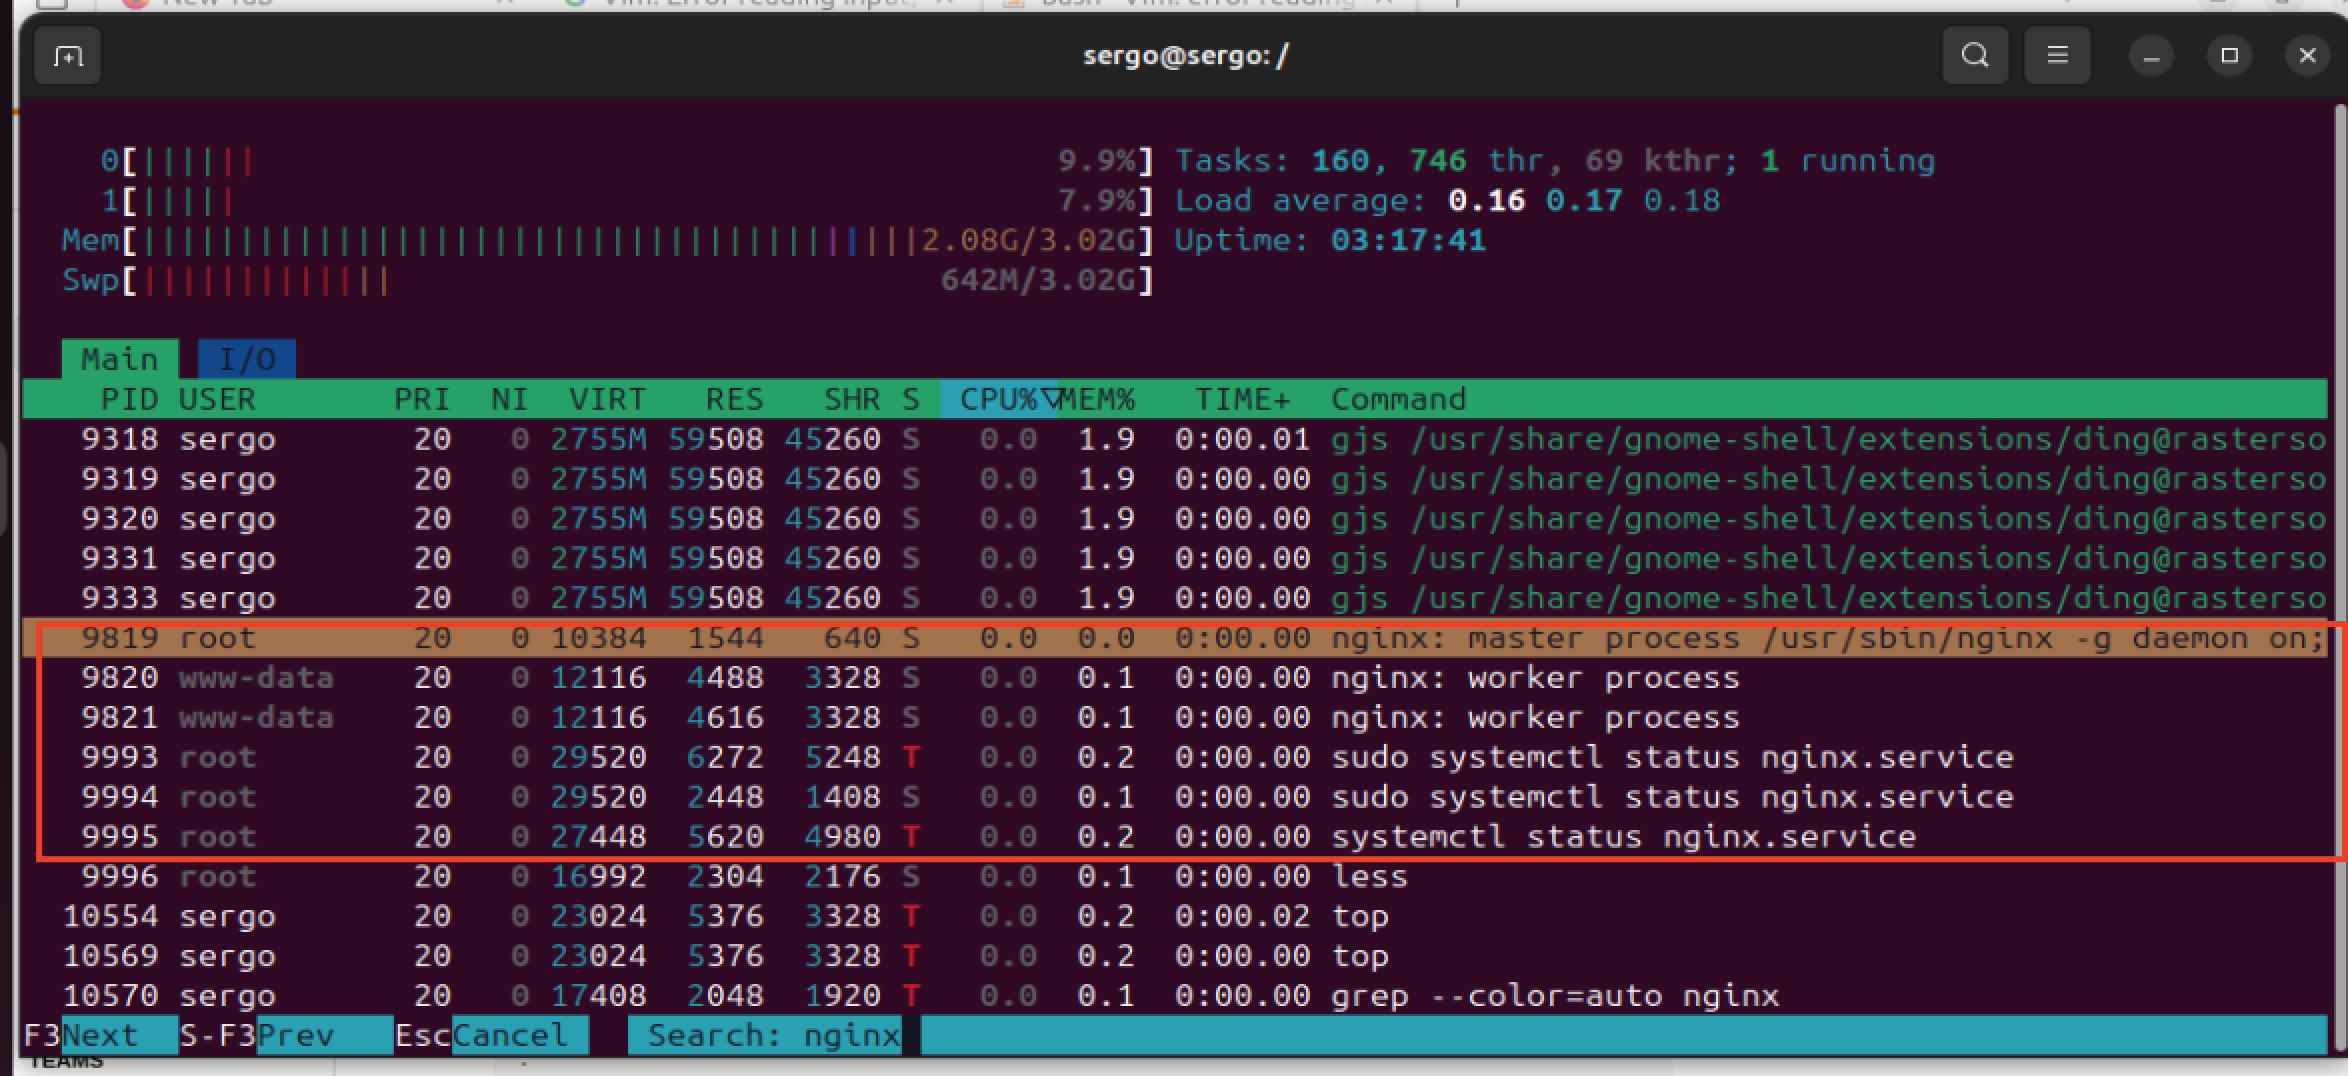 New Tab
Vim: Error reading input,
Bash - Vim: error reading
sergo@sergo: /
0[|||||| 9.9%] Tasks: 160, 746 thr, 69 kthr; 1 running
1[||||| 7.9%] Load average: 0.16 0.17 0.18
Mem[||||||||||||||||||||||||||||||||||||||||2.08G/3.02G] Uptime: 03:17:41
Swp[||||||||||||| 642M/3.02G]
Main I/O
PID USER PRI NI VIRT RES SHR S CPU%▽MEM% TIME+ Command
9318 sergo 20 0 2755M 59508 45260 S 0.0 1.9 0:00.01 gjs /usr/share/gnome-shell/extensions/ding@rasterso
9319 sergo 20 0 2755M 59508 45260 S 0.0 1.9 0:00.00 gjs /usr/share/gnome-shell/extensions/ding@rasterso
9320 sergo 20 0 2755M 59508 45260 S 0.0 1.9 0:00.00 gjs /usr/share/gnome-shell/extensions/ding@rasterso
9331 sergo 20 0 2755M 59508 45260 S 0.0 1.9 0:00.00 gjs /usr/share/gnome-shell/extensions/ding@rasterso
9333 sergo 20 0 2755M 59508 45260 S 0.0 1.9 0:00.00 gjs /usr/share/gnome-shell/extensions/ding@rasterso
9819 root 20 0 10384 1544 640 S 0.0 0.0 0:00.00 nginx: master process /usr/sbin/nginx -g daemon on;
9820 www-data 20 0 12116 4488 3328 S 0.0 0.1 0:00.00 nginx: worker process
9821 www-data 20 0 12116 4616 3328 S 0.0 0.1 0:00.00 nginx: worker process
9993 root 20 0 29520 6272 5248 T 0.0 0.2 0:00.00 sudo systemctl status nginx.service
9994 root 20 0 29520 2448 1408 S 0.0 0.1 0:00.00 sudo systemctl status nginx.service
9995 root 20 0 27448 5620 4980 T 0.0 0.2 0:00.00 systemctl status nginx.service
9996 root 20 0 16992 2304 2176 S 0.0 0.1 0:00.00 less
10554 sergo 20 0 23024 5376 3328 T 0.0 0.2 0:00.02 top
10569 sergo 20 0 23024 5376 3328 T 0.0 0.2 0:00.00 top
10570 sergo 20 0 17408 2048 1920 T 0.0 0.1 0:00.00 grep --color=auto nginx
F3Next S-F3Prev EscCancel Search: nginx
TEAMS